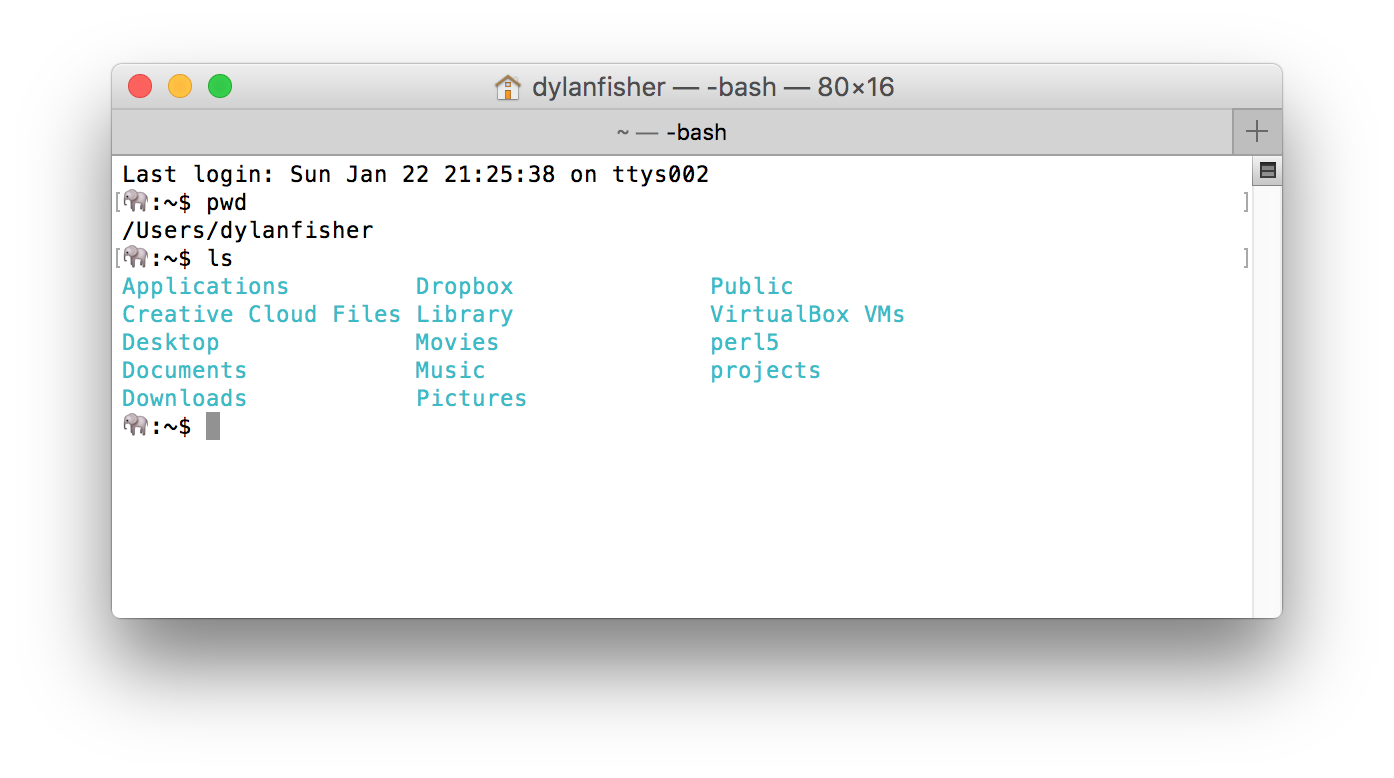 dylanfisher — -bash — 80×16
~ — -bash
Last login: Sun Jan 22 21:25:38 on ttys002
[🐘:~$ pwd ]
/Users/dylanfisher
[🐘:~$ ls ]
Applications Dropbox Public
Creative Cloud Files Library VirtualBox VMs
Desktop Movies perl5
Documents Music projects
Downloads Pictures
🐘:~$